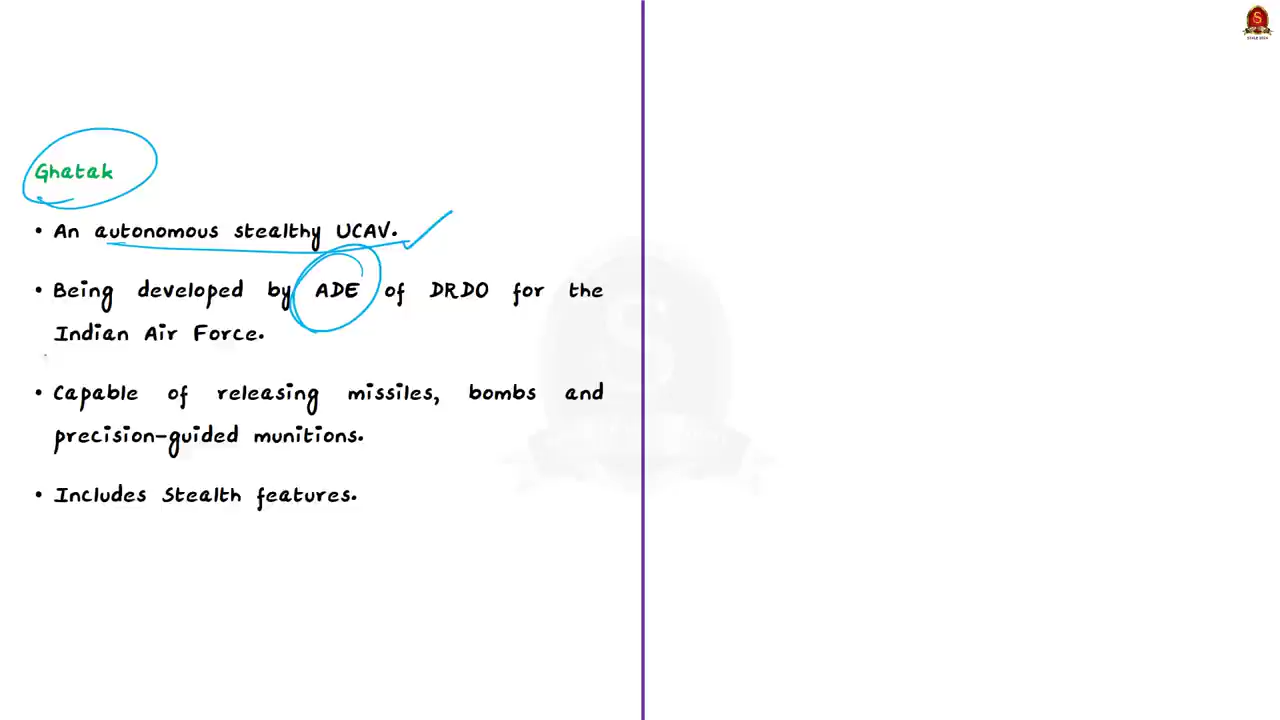 Ghatak
• An autonomous stealthy UCAV.
• Being developed by ADE of DRDO for the
Indian Air Force.
• Capable of releasing missiles, bombs and
precision-guided munitions.
• Includes Stealth features.